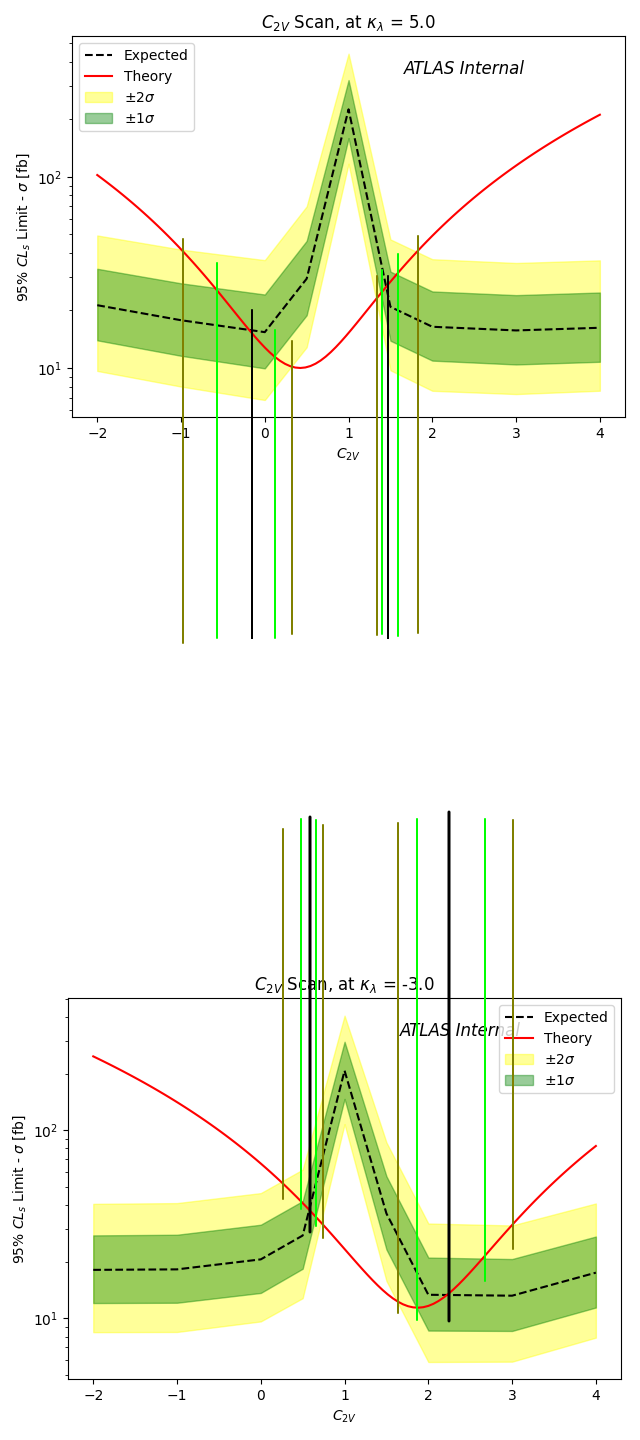 C2V Scan, at κλ = 5.0
Expected
Theory
±2σ
±1σ
ATLAS Internal
95% CLs Limit - σ [fb]
10²
10¹
−2 −1 0 1 2 3 4
C2V
C2V Scan, at κλ = -3.0
ATLAS Internal
Expected
Theory
±2σ
±1σ
95% CLs Limit - σ [fb]
10²
10¹
−2 −1 0 1 2 3 4
C2V